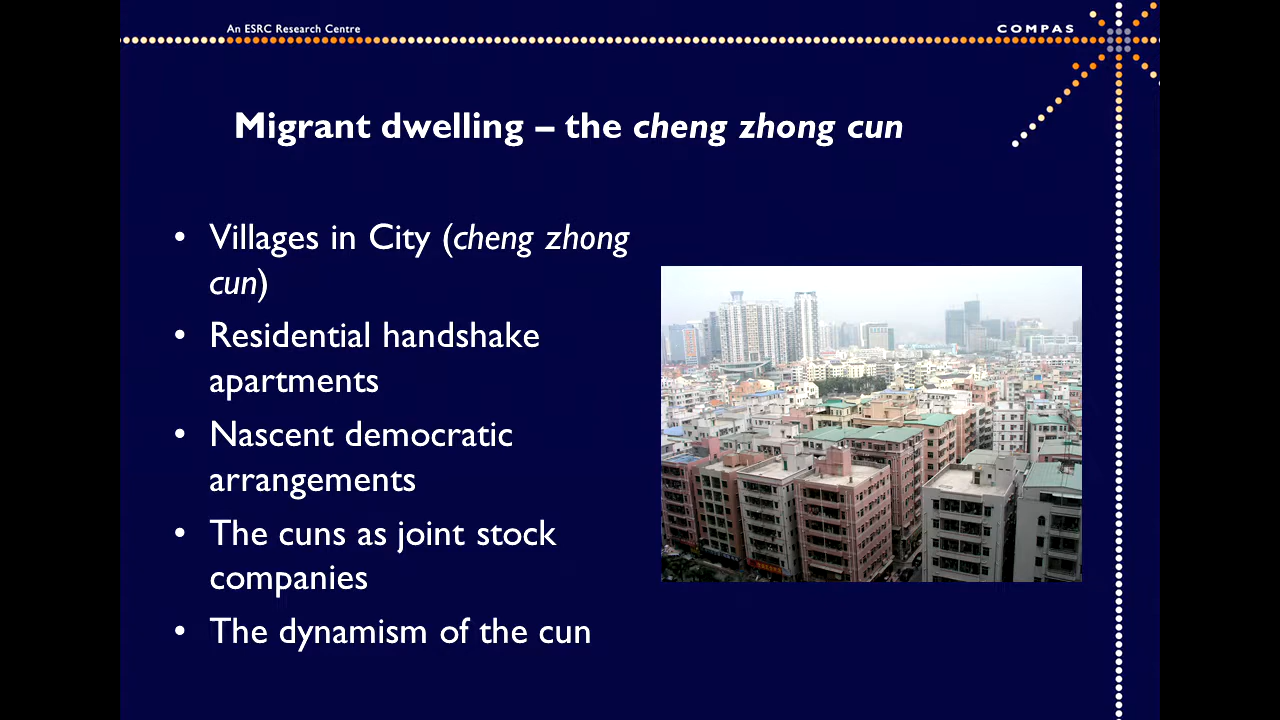 An ESRC Research Centre
COMPAS
Migrant dwelling – the cheng zhong cun
• Villages in City (cheng zhong
cun)
• Residential handshake
apartments
• Nascent democratic
arrangements
• The cuns as joint stock
companies
• The dynamism of the cun